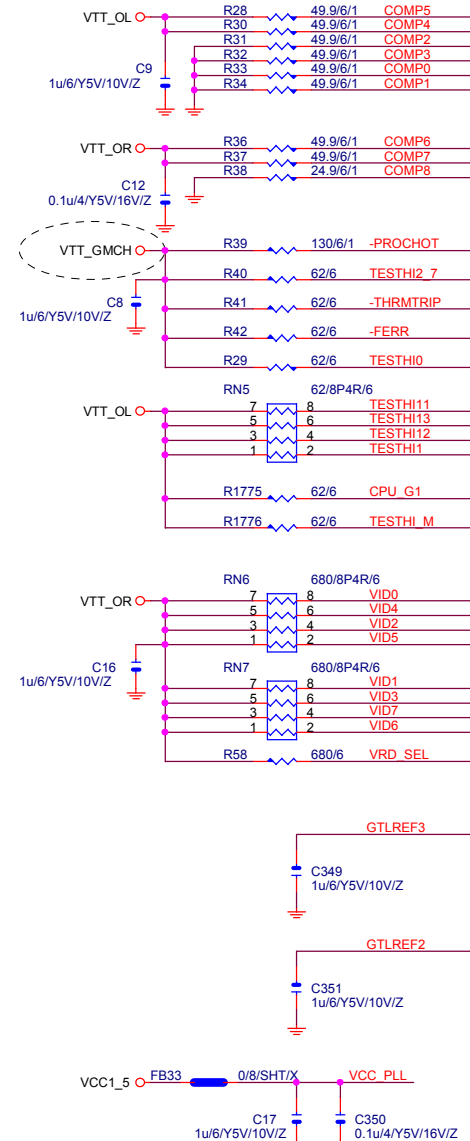 VTT_OL R28 49.9/6/1 COMP5
R30 49.9/6/1 COMP4
R31 49.9/6/1 COMP2
R32 49.9/6/1 COMP3
C9 R33 49.9/6/1 COMP0
1u/6/Y5V/10V/Z R34 49.9/6/1 COMP1
VTT_OR R36 49.9/6/1 COMP6
R37 49.9/6/1 COMP7
R38 24.9/6/1 COMP8
C12
0.1u/4/Y5V/16V/Z
VTT_GMCH R39 130/6/1 -PROCHOT
R40 62/6 TESTHI2_7
C8 R41 62/6 -THRMTRIP
1u/6/Y5V/10V/Z
R42 62/6 -FERR
R29 62/6 TESTHI0
RN5 62/8P4R/6
VTT_OL 7 8 TESTHI11
5 6 TESTHI13
3 4 TESTHI12
1 2 TESTHI1
R1775 62/6 CPU_G1
R1776 62/6 TESTHI_M
RN6 680/8P4R/6
VTT_OR 7 8 VID0
5 6 VID4
3 4 VID2
1 2 VID5
C16 RN7 680/8P4R/6
1u/6/Y5V/10V/Z 7 8 VID1
5 6 VID3
3 4 VID7
1 2 VID6
R58 680/6 VRD_SEL
GTLREF3
C349
1u/6/Y5V/10V/Z
GTLREF2
C351
1u/6/Y5V/10V/Z
VCC1_5 FB33 0/8/SHT/X VCC_PLL
C17 C350
1u/6/Y5V/10V/Z 0.1u/4/Y5V/16V/Z